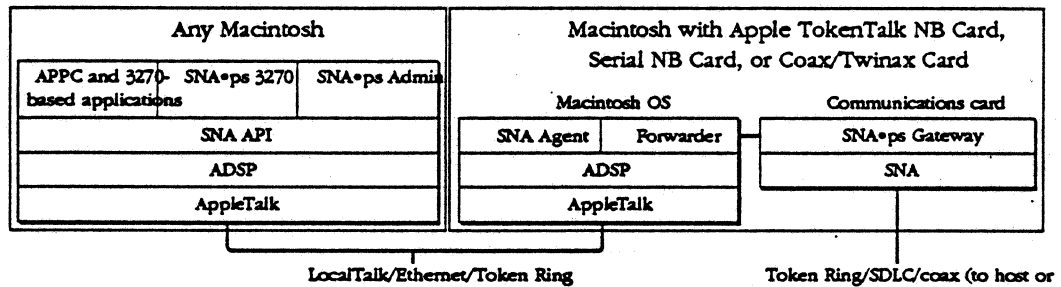 Any Macintosh
APPC and 3270-
based applications
SNA•ps 3270
SNA•ps Admin
SNA API
ADSP
AppleTalk
Macintosh with Apple TokenTalk NB Card,
Serial NB Card, or Coax/Twinax Card
Macintosh OS
SNA Agent
Forwarder
ADSP
AppleTalk
Communications card
SNA•ps Gateway
SNA
LocalTalk/Ethernet/Token Ring
Token Ring/SDLC/coax (to host or